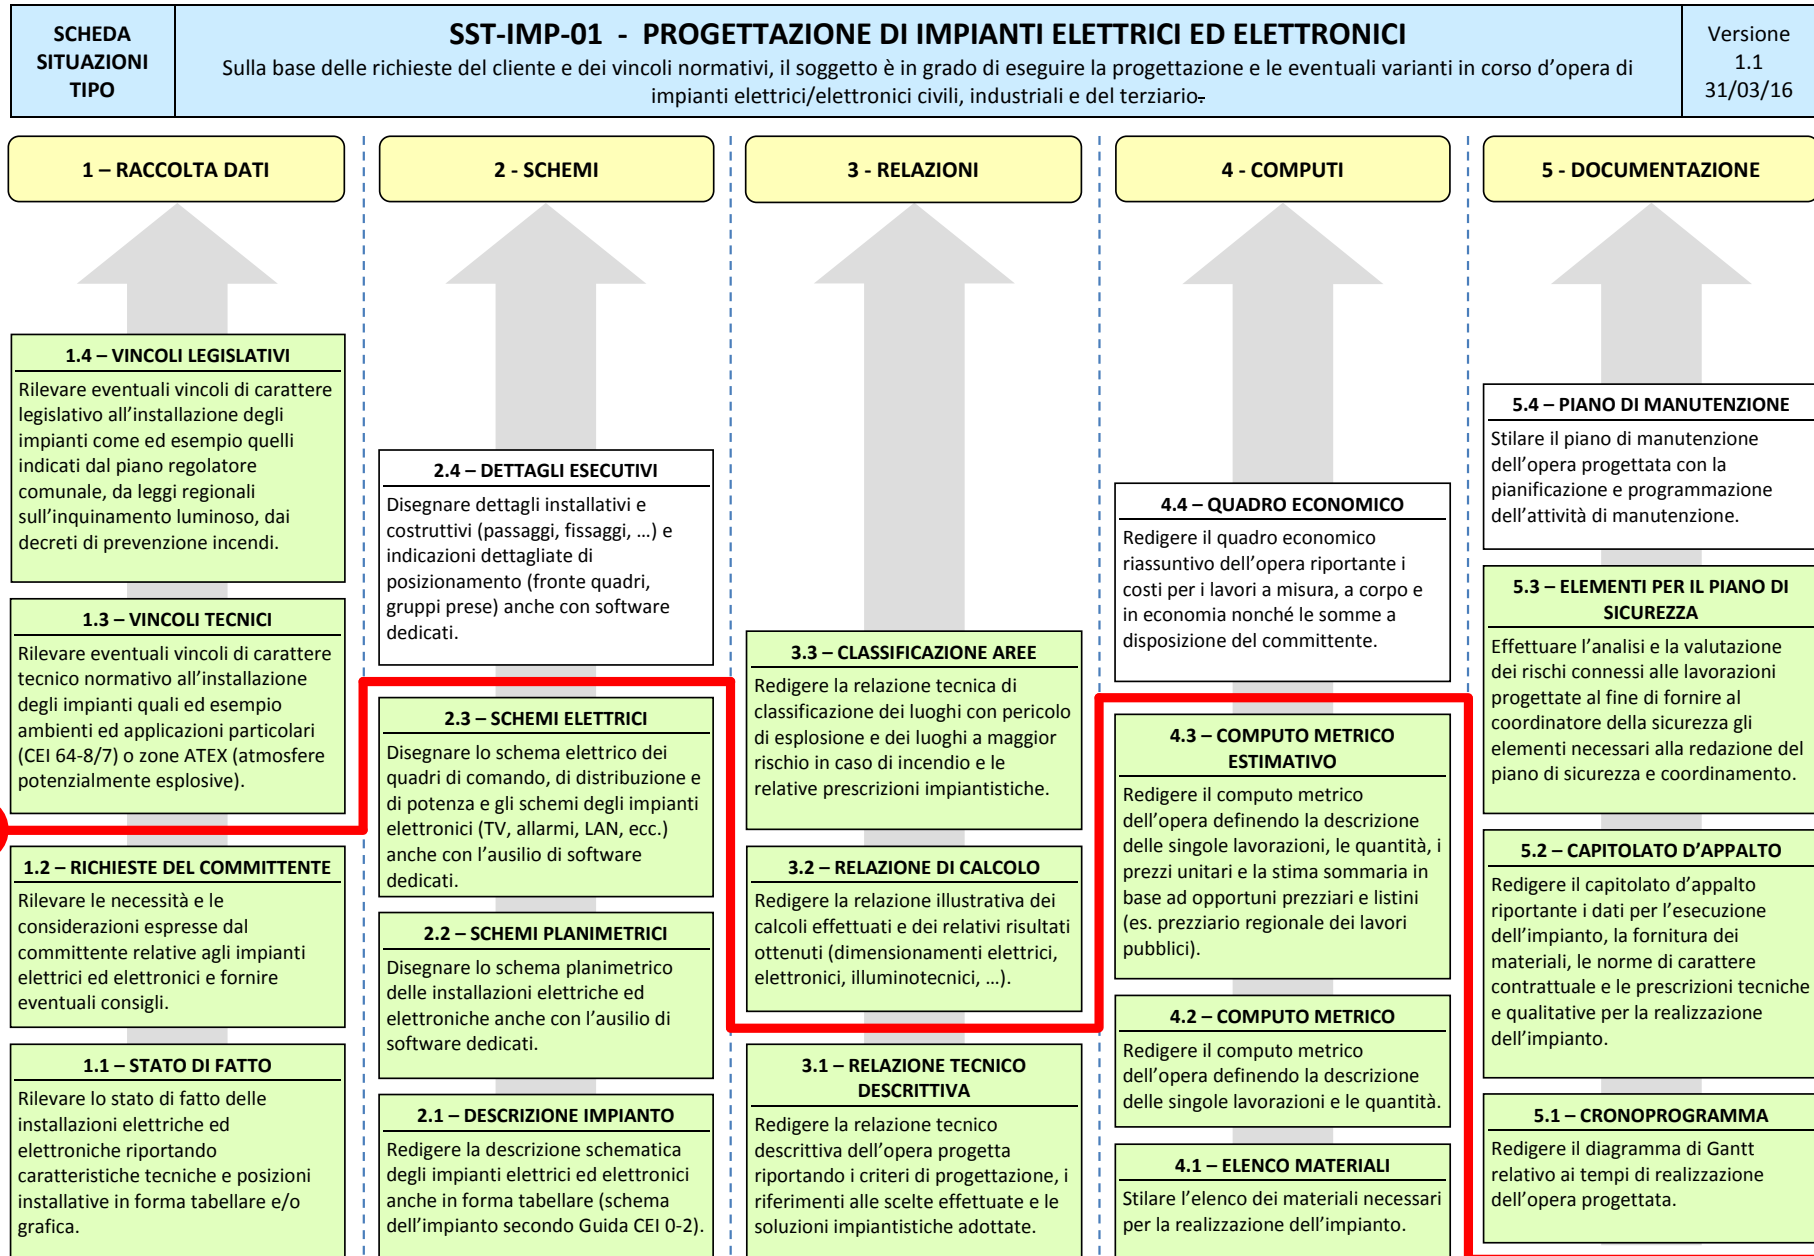 SCHEDA
SITUAZIONI
TIPO
SST-IMP-01 - PROGETTAZIONE DI IMPIANTI ELETTRICI ED ELETTRONICI
Sulla base delle richieste del cliente e dei vincoli normativi, il soggetto è in grado di eseguire la progettazione e le eventuali varianti in corso d'opera di
impianti elettrici/elettronici civili, industriali e del terziario.
Versione
1.1
31/03/16
1 – RACCOLTA DATI
2 - SCHEMI
3 - RELAZIONI
4 - COMPUTI
5 - DOCUMENTAZIONE
1.4 – VINCOLI LEGISLATIVI
Rilevare eventuali vincoli di carattere
legislativo all'installazione degli
impianti come ed esempio quelli
indicati dal piano regolatore
comunale, da leggi regionali
sull'inquinamento luminoso, dai
decreti di prevenzione incendi.
1.3 – VINCOLI TECNICI
Rilevare eventuali vincoli di carattere
tecnico normativo all'installazione
degli impianti quali ed esempio
ambienti ed applicazioni particolari
(CEI 64-8/7) o zone ATEX (atmosfere
potenzialmente esplosive).
1.2 – RICHIESTE DEL COMMITTENTE
Rilevare le necessità e le
considerazioni espresse dal
committente relative agli impianti
elettrici ed elettronici e fornire
eventuali consigli.
1.1 – STATO DI FATTO
Rilevare lo stato di fatto delle
installazioni elettriche ed
elettroniche riportando
caratteristiche tecniche e posizioni
installative in forma tabellare e/o
grafica.
2.4 – DETTAGLI ESECUTIVI
Disegnare dettagli installativi e
costruttivi (passaggi, fissaggi, …) e
indicazioni dettagliate di
posizionamento (fronte quadri,
gruppi prese) anche con software
dedicati.
2.3 – SCHEMI ELETTRICI
Disegnare lo schema elettrico dei
quadri di comando, di distribuzione e
di potenza e gli schemi degli impianti
elettronici (TV, allarmi, LAN, ecc.)
anche con l'ausilio di software
dedicati.
2.2 – SCHEMI PLANIMETRICI
Disegnare lo schema planimetrico
delle installazioni elettriche ed
elettroniche anche con l'ausilio di
software dedicati.
2.1 – DESCRIZIONE IMPIANTO
Redigere la descrizione schematica
degli impianti elettrici ed elettronici
anche in forma tabellare (schema
dell'impianto secondo Guida CEI 0-2).
3.3 – CLASSIFICAZIONE AREE
Redigere la relazione tecnica di
classificazione dei luoghi con pericolo
di esplosione e dei luoghi a maggior
rischio in caso di incendio e le
relative prescrizioni impiantistiche.
3.2 – RELAZIONE DI CALCOLO
Redigere la relazione illustrativa dei
calcoli effettuati e dei relativi risultati
ottenuti (dimensionamenti elettrici,
elettronici, illuminotecnici, …).
3.1 – RELAZIONE TECNICO
DESCRITTIVA
Redigere la relazione tecnico
descrittiva dell'opera progetta
riportando i criteri di progettazione, i
riferimenti alle scelte effettuate e le
soluzioni impiantistiche adottate.
4.4 – QUADRO ECONOMICO
Redigere il quadro economico
riassuntivo dell'opera riportante i
costi per i lavori a misura, a corpo e
in economia nonché le somme a
disposizione del committente.
4.3 – COMPUTO METRICO
ESTIMATIVO
Redigere il computo metrico
dell'opera definendo la descrizione
delle singole lavorazioni, le quantità, i
prezzi unitari e la stima sommaria in
base ad opportuni prezziari e listini
(es. prezziario regionale dei lavori
pubblici).
4.2 – COMPUTO METRICO
Redigere il computo metrico
dell'opera definendo la descrizione
delle singole lavorazioni e le quantità.
4.1 – ELENCO MATERIALI
Stilare l'elenco dei materiali necessari
per la realizzazione dell'impianto.
5.4 – PIANO DI MANUTENZIONE
Stilare il piano di manutenzione
dell'opera progettata con la
pianificazione e programmazione
dell'attività di manutenzione.
5.3 – ELEMENTI PER IL PIANO DI
SICUREZZA
Effettuare l'analisi e la valutazione
dei rischi connessi alle lavorazioni
progettate al fine di fornire al
coordinatore della sicurezza gli
elementi necessari alla redazione del
piano di sicurezza e coordinamento.
5.2 – CAPITOLATO D'APPALTO
Redigere il capitolato d'appalto
riportante i dati per l'esecuzione
dell'impianto, la fornitura dei
materiali, le norme di carattere
contrattuale e le prescrizioni tecniche
e qualitative per la realizzazione
dell'impianto.
5.1 – CRONOPROGRAMMA
Redigere il diagramma di Gantt
relativo ai tempi di realizzazione
dell'opera progettata.